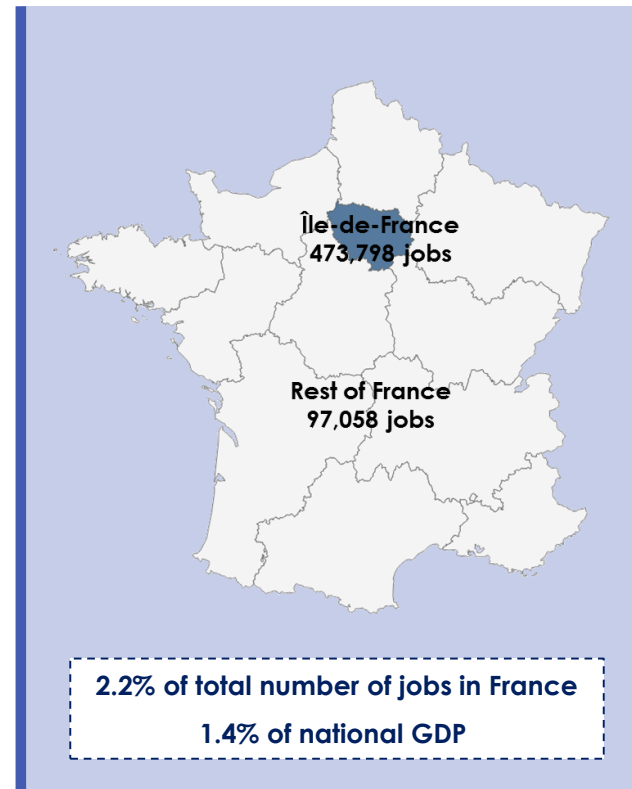 Île-de-France
473,798 jobs
Rest of France
97,058 jobs
2.2% of total number of jobs in France
1.4% of national GDP